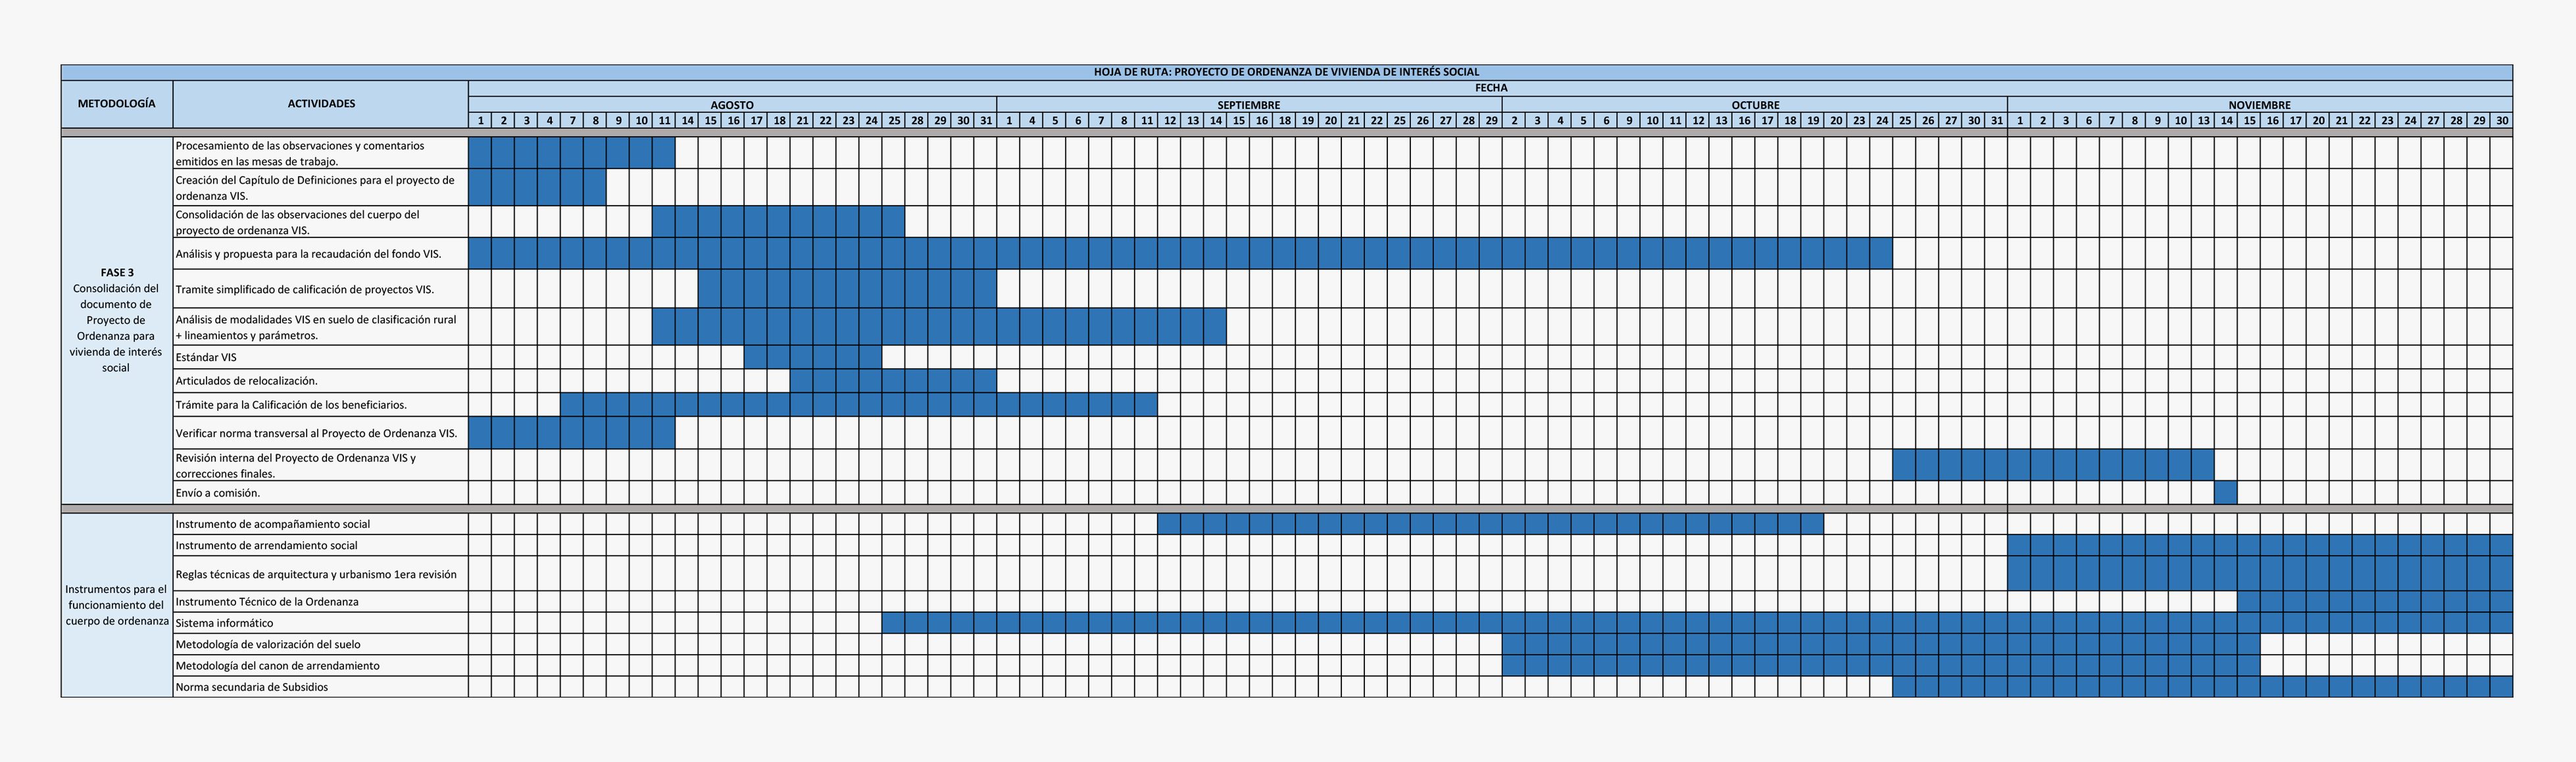 HOJA DE RUTA: PROYECTO DE ORDENANZA DE VIVIENDA DE INTERÉS SOCIAL
METODOLOGÍA
ACTIVIDADES
FECHA
AGOSTO
SEPTIEMBRE
OCTUBRE
NOVIEMBRE
1 2 3 4 7 8 9 10 11 14 15 16 17 18 21 22 23 24 25 28 29 30 31 1 4 5 6 7 8 11 12 13 14 15 16 18 19 20 21 22 25 26 27 28 29 2 3 4 5 6 9 10 11 12 13 16 17 18 19 20 23 24 25 26 27 30 31 1 2 3 6 7 8 9 10 13 14 15 16 17 20 21 22 23 24 27 28 29 30
FASE 3
Consolidación del
documento de
Proyecto de
Ordenanza para
vivienda de interés
social
Procesamiento de las observaciones y comentarios
emitidos en las mesas de trabajo.
Creación del Capítulo de Definiciones para el proyecto de
ordenanza VIS.
Consolidación de las observaciones del cuerpo del
proyecto de ordenanza VIS.
Análisis y propuesta para la recaudación del fondo VIS.
Tramite simplificado de calificación de proyectos VIS.
Análisis de modalidades VIS en suelo de clasificación rural
+ lineamientos y parámetros.
Estándar VIS
Articulados de relocalización.
Trámite para la Calificación de los beneficiarios.
Verificar norma transversal al Proyecto de Ordenanza VIS.
Revisión interna del Proyecto de Ordenanza VIS y
correcciones finales.
Envío a comisión.
Instrumentos para el
funcionamiento del
cuerpo de ordenanza
Instrumento de acompañamiento social
Instrumento de arrendamiento social
Reglas técnicas de arquitectura y urbanismo 1era revisión
Instrumento Técnico de la Ordenanza
Sistema informático
Metodología de valorización del suelo
Metodología del canon de arrendamiento
Norma secundaria de Subsidios